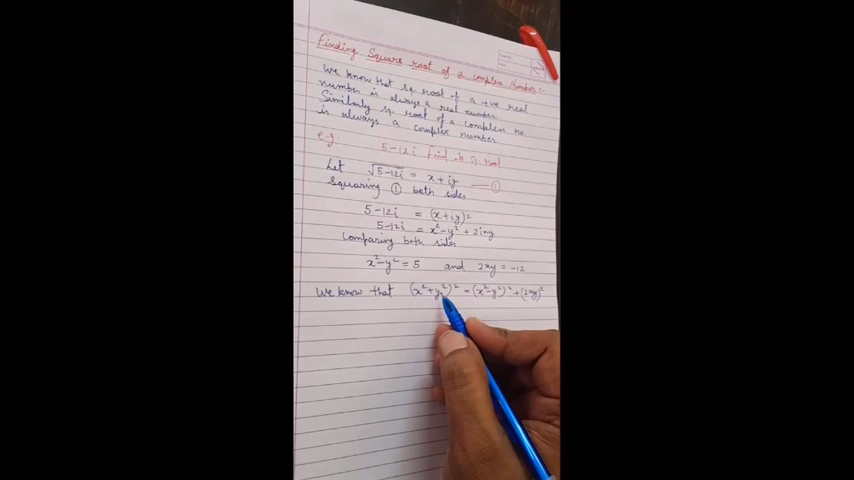 Finding Square root of a complex Number :-
We know that sq root of a +ve real
number is always a real number
Similarly sq root of a complex no
is always a complex number
e.g
5-12i find its sq root
Let √5-12i = x+iy —①
Squaring ① both sides
5-12i = (x+iy)²
5-12i = x²-y²+2ixy
Comparing both sides
x²-y²=5 and 2xy=-12
We know that (x²+y²)² = (x²-y²)²+(2xy)²